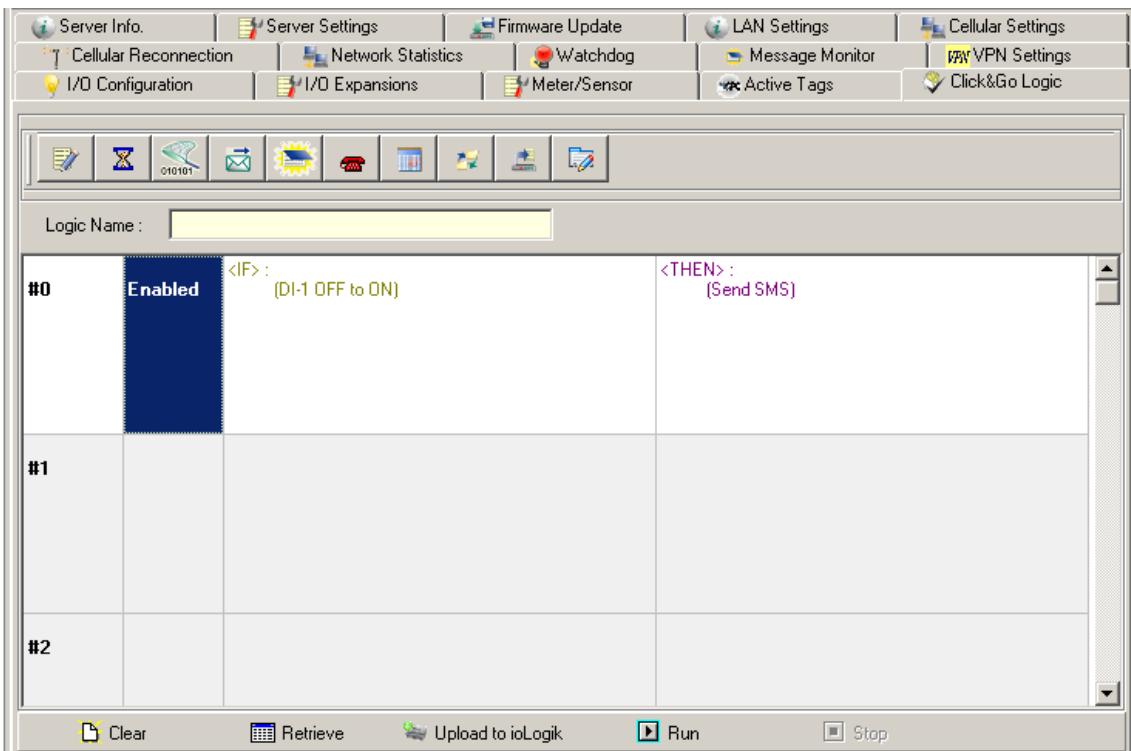 Server Info. Server Settings Firmware Update LAN Settings Cellular Settings
Cellular Reconnection Network Statistics Watchdog Message Monitor VPN VPN Settings
I/O Configuration I/O Expansions Meter/Sensor Active Tags Click&Go Logic
010101
Logic Name :
<IF> : <THEN> :
#0 Enabled (DI-1 OFF to ON) (Send SMS)
#1
#2
Clear Retrieve Upload to ioLogik Run Stop